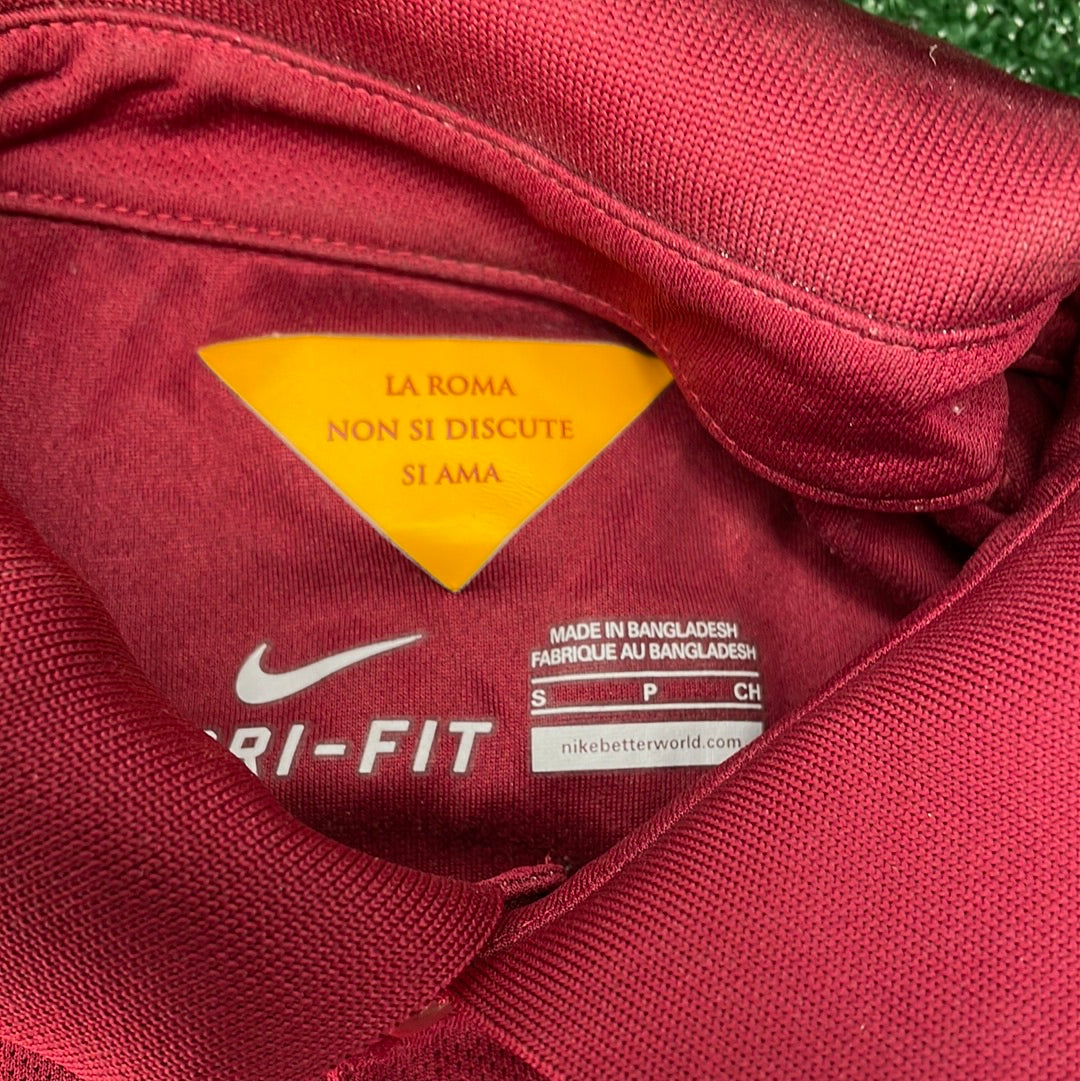 LA ROMA
NON SI DISCUTE
SI AMA
MADE IN BANGLADESH
FABRIQUE AU BANGLADESH
S P CH
RI-FIT
nikebetterworld.com